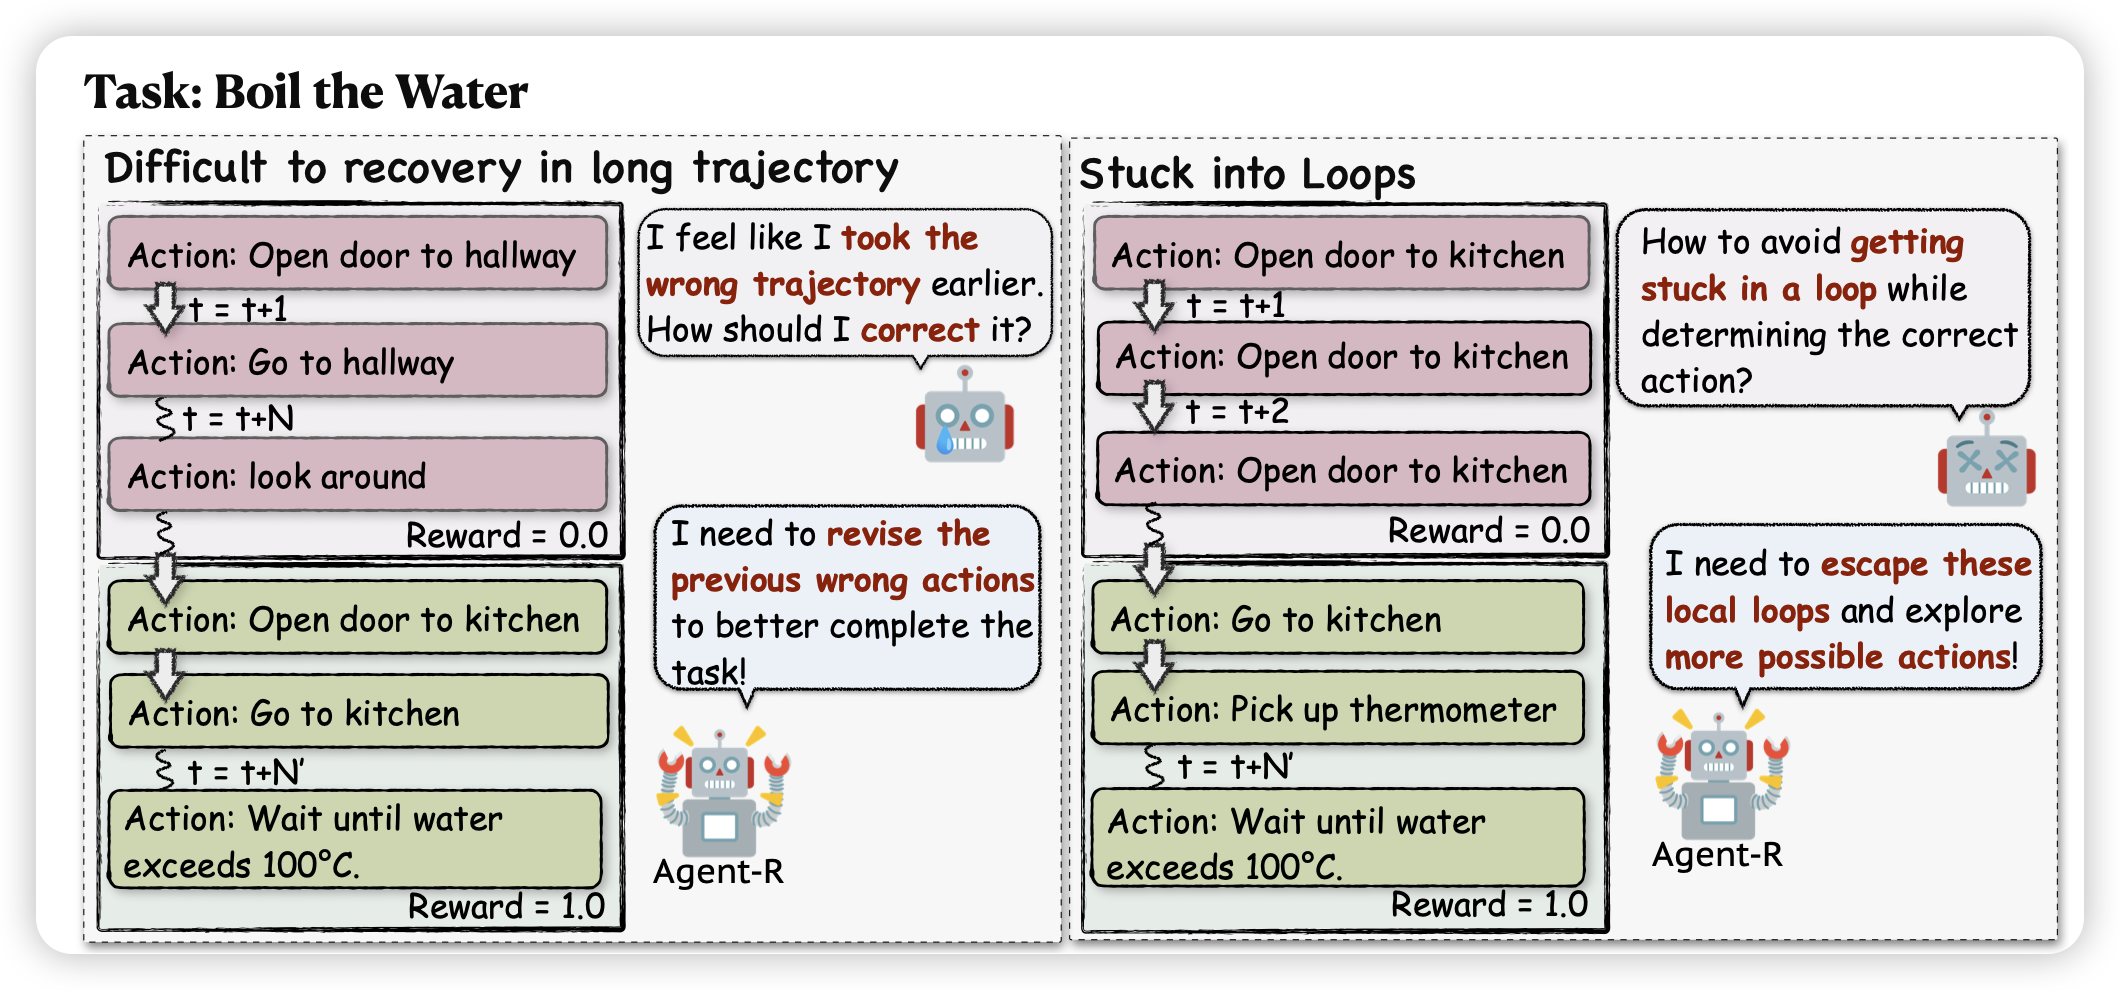 Task: Boil the Water
Difficult to recovery in long trajectory
Action: Open door to hallway
t = t+1
Action: Go to hallway
t = t+N
Action: look around
Reward = 0.0
Action: Open door to kitchen
Action: Go to kitchen
t = t+N'
Action: Wait until water
exceeds 100°C.
Reward = 1.0
I feel like I took the
wrong trajectory earlier.
How should I correct it?
I need to revise the
previous wrong actions
to better complete the
task!
Agent-R
Stuck into Loops
Action: Open door to kitchen
t = t+1
Action: Open door to kitchen
t = t+2
Action: Open door to kitchen
Reward = 0.0
Action: Go to kitchen
Action: Pick up thermometer
t = t+N'
Action: Wait until water
exceeds 100°C.
Reward = 1.0
How to avoid getting
stuck in a loop while
determining the correct
action?
I need to escape these
local loops and explore
more possible actions!
Agent-R